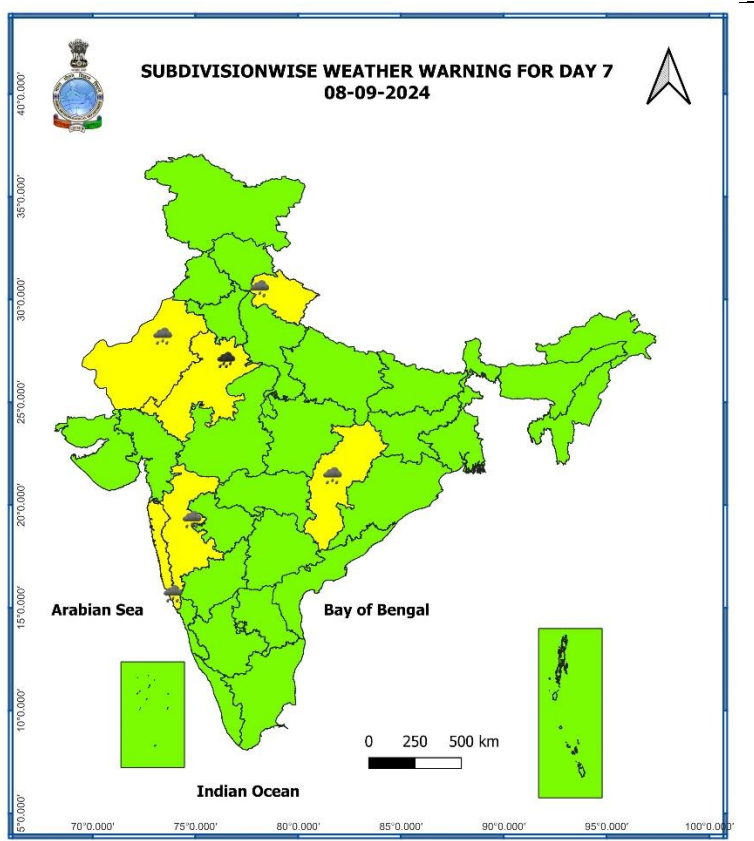 SUBDIVISIONWISE WEATHER WARNING FOR DAY 7
08-09-2024
40°0.000'
35°0.000'
30°0.000'
25°0.000'
20°0.000'
15°0.000'
10°0.000'
5°0.000'
Arabian Sea
Bay of Bengal
0 250 500 km
Indian Ocean
70°0.000' 75°0.000' 80°0.000' 85°0.000' 90°0.000' 95°0.000' 100°0.000'